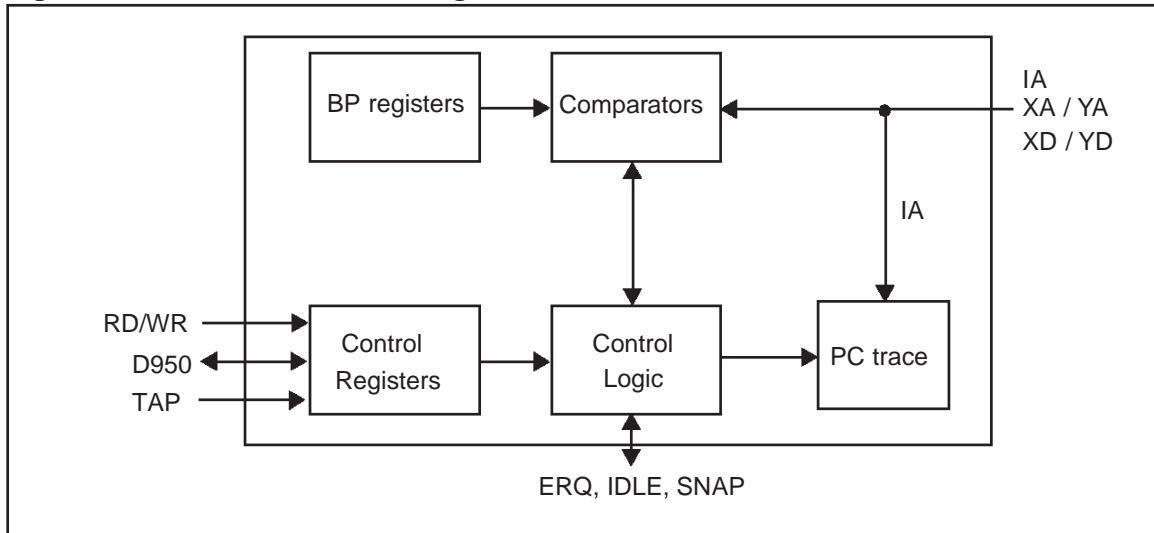 BP registers
Comparators
IA
XA / YA
XD / YD
IA
RD/WR
D950
TAP
Control
Registers
Control
Logic
PC trace
ERQ, IDLE, SNAP